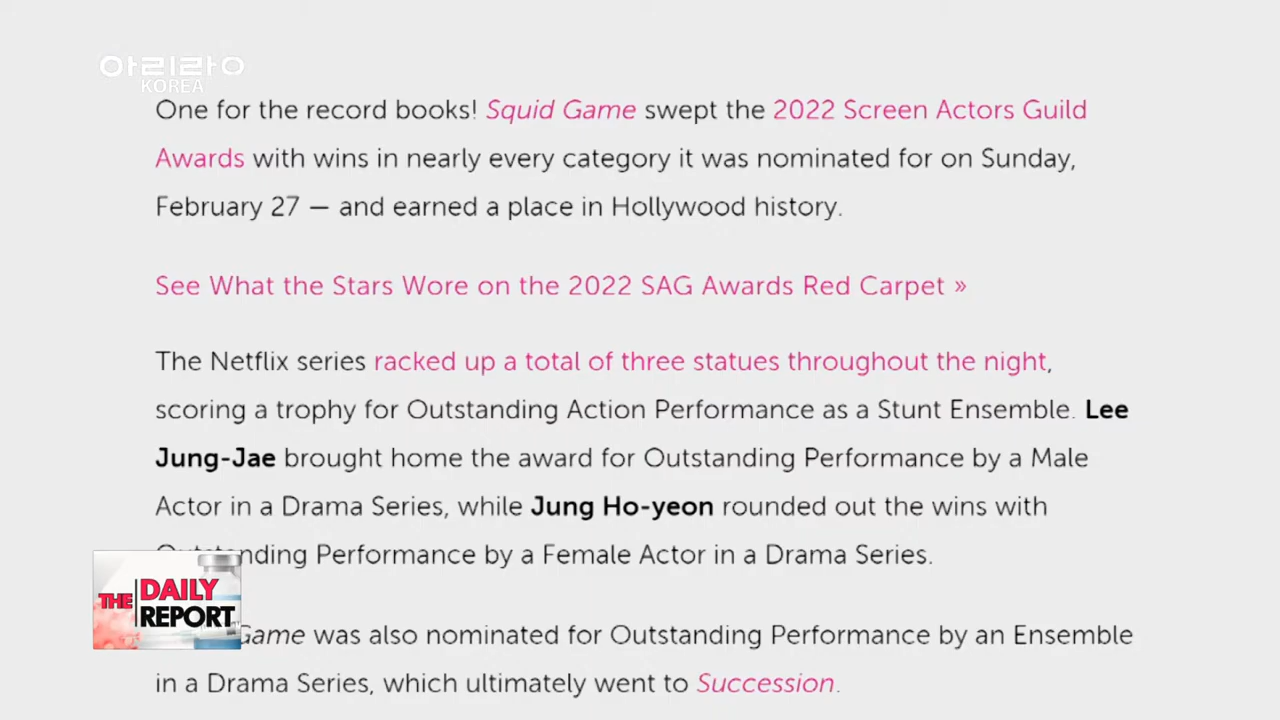 아리랑
KOREA
One for the record books! Squid Game swept the 2022 Screen Actors Guild
Awards with wins in nearly every category it was nominated for on Sunday,
February 27 — and earned a place in Hollywood history.
See What the Stars Wore on the 2022 SAG Awards Red Carpet »
The Netflix series racked up a total of three statues throughout the night,
scoring a trophy for Outstanding Action Performance as a Stunt Ensemble. Lee
Jung-Jae brought home the award for Outstanding Performance by a Male
Actor in a Drama Series, while Jung Ho-yeon rounded out the wins with
Outstanding Performance by a Female Actor in a Drama Series.
THE DAILY REPORT
Game was also nominated for Outstanding Performance by an Ensemble
in a Drama Series, which ultimately went to Succession.